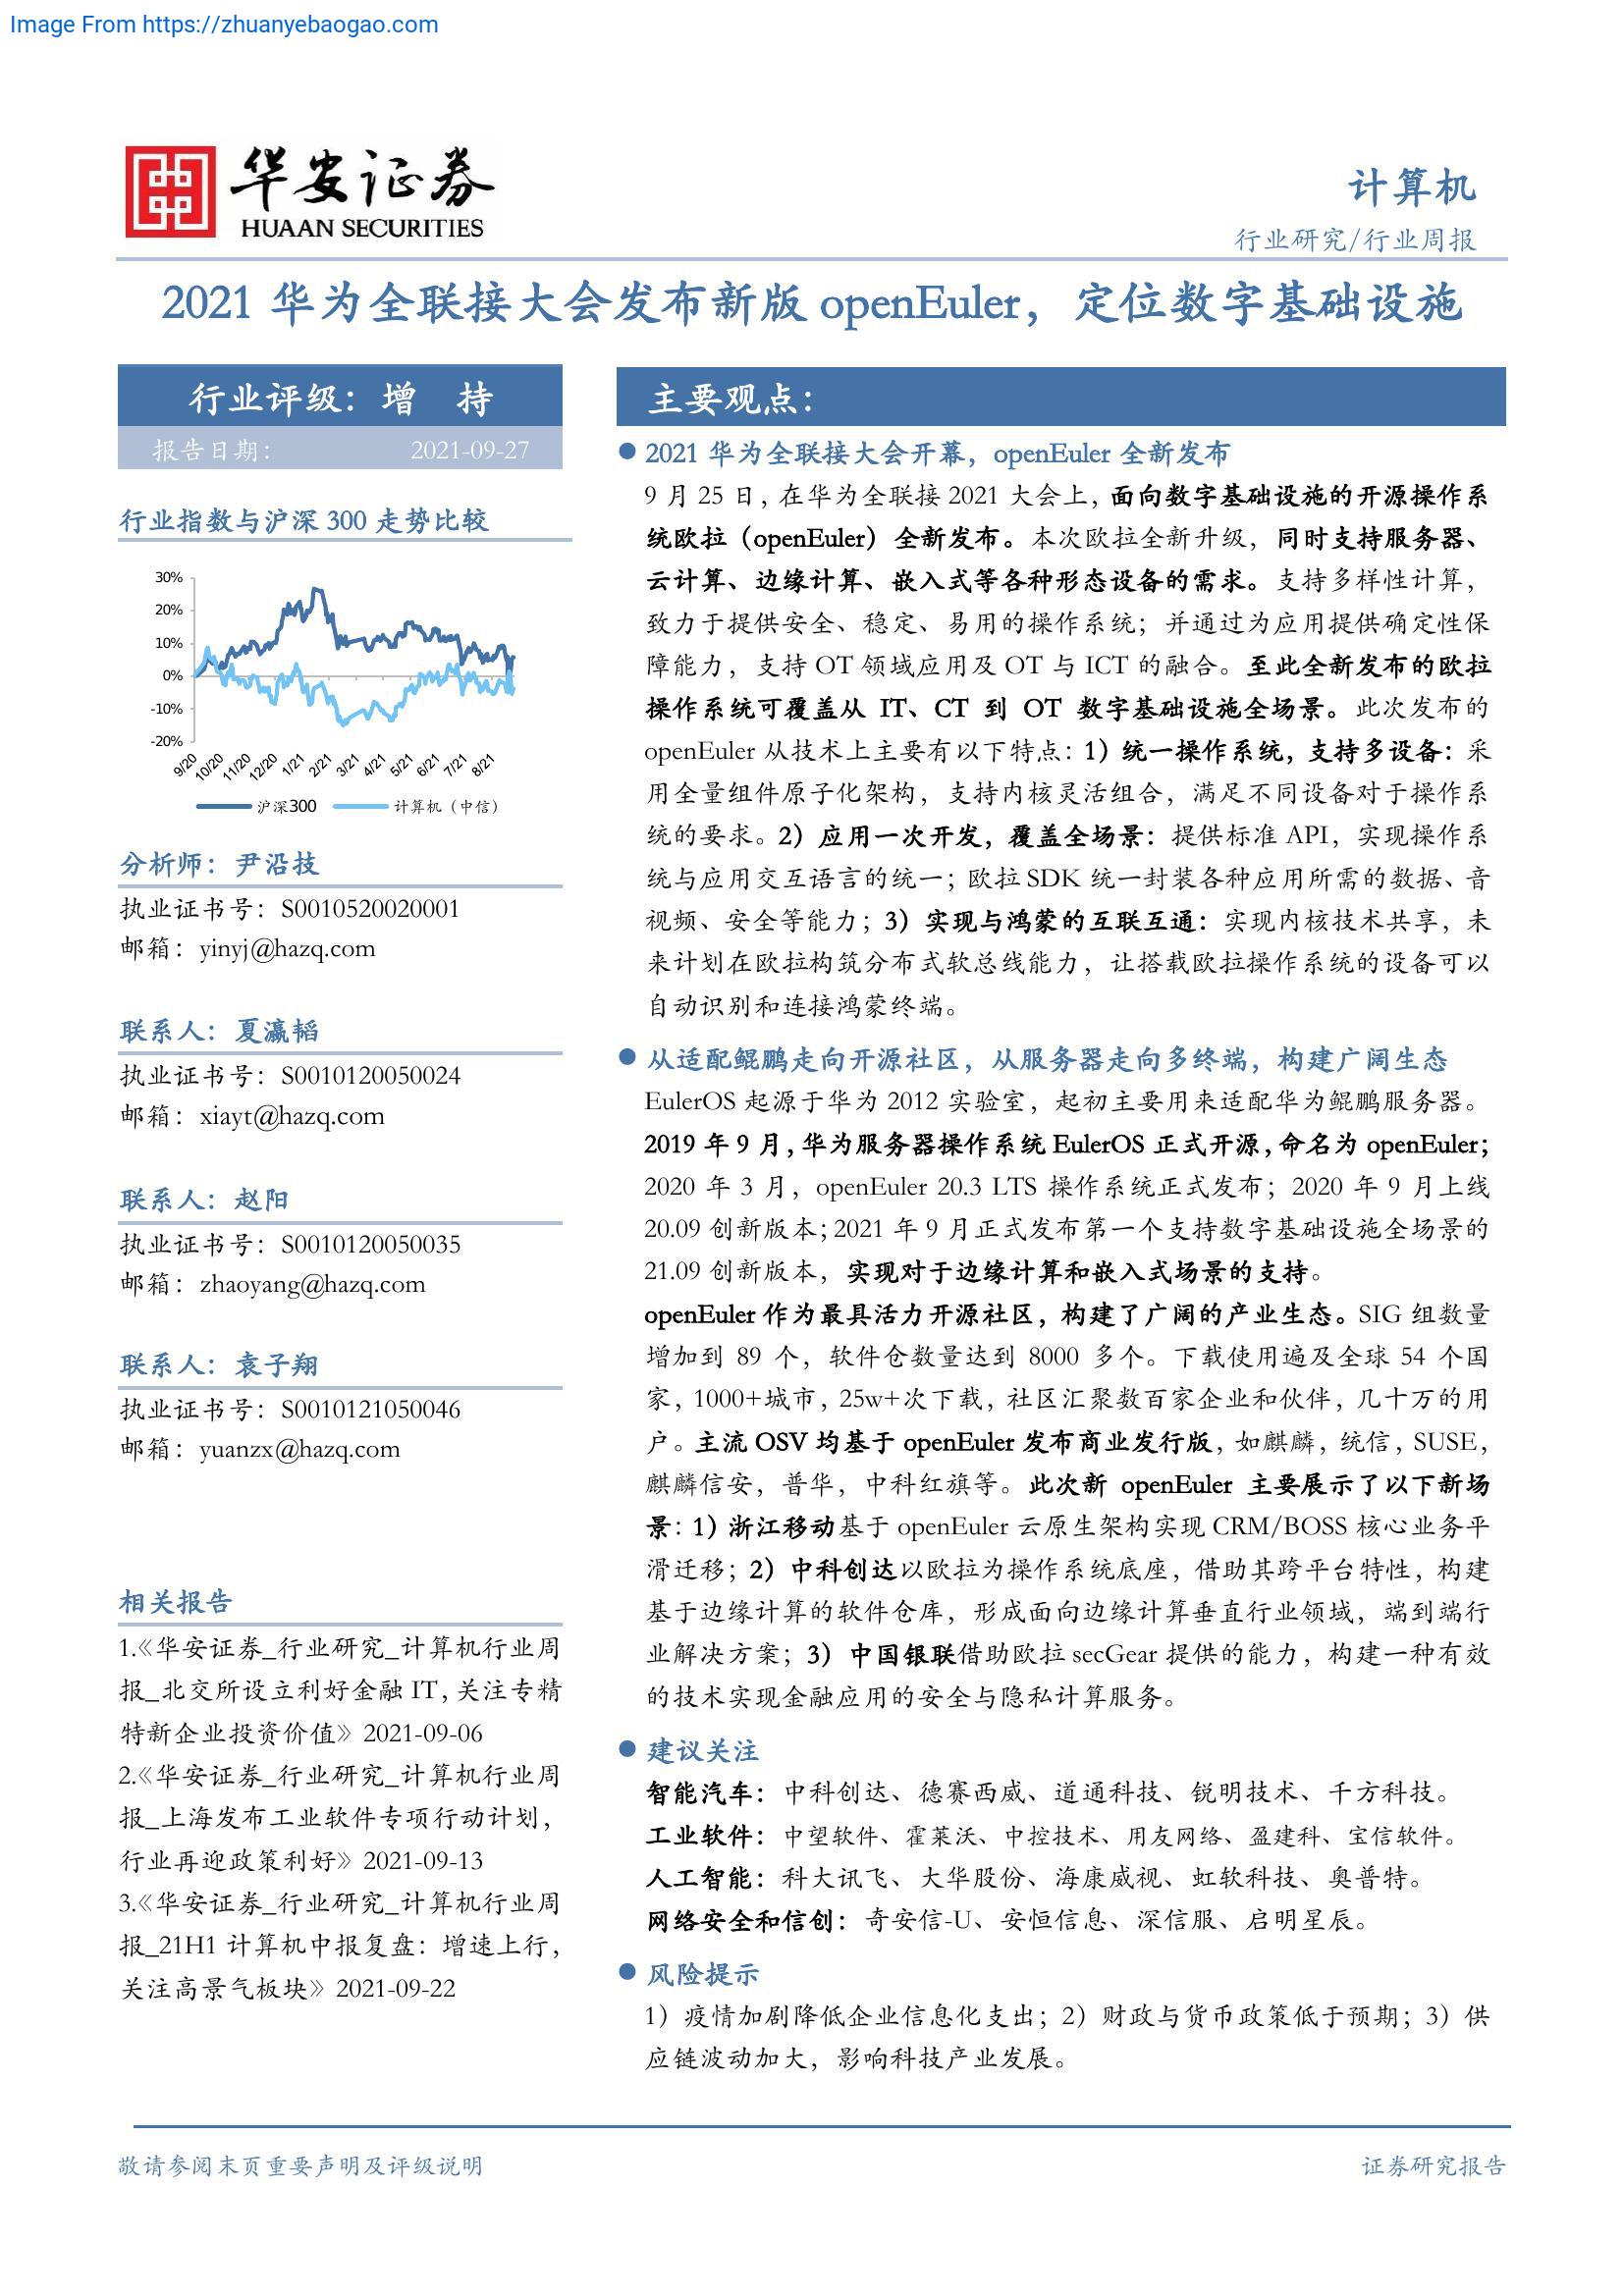 Image From https://zhuanyebaogao.com
华安证券
HUAAN SECURITIES
计算机
行业研究/行业周报
2021 华为全联接大会发布新版 openEuler，定位数字基础设施
行业评级：增 持
报告日期： 2021-09-27
行业指数与沪深 300 走势比较
30%
20%
10%
0%
-10%
-20%
9/20 10/20 11/20 12/20 1/21 2/21 3/21 4/21 5/21 6/21 7/21 8/21
沪深300 计算机（中信）
分析师：尹沿技
执业证书号：S0010520020001
邮箱：yinyj@hazq.com
联系人：夏瀛韬
执业证书号：S0010120050024
邮箱：xiayt@hazq.com
联系人：赵阳
执业证书号：S0010120050035
邮箱：zhaoyang@hazq.com
联系人：袁子翔
执业证书号：S0010121050046
邮箱：yuanzx@hazq.com
相关报告
1.《华安证券_行业研究_计算机行业周
报_北交所设立利好金融 IT，关注专精
特新企业投资价值》2021-09-06
2.《华安证券_行业研究_计算机行业周
报_上海发布工业软件专项行动计划，
行业再迎政策利好》2021-09-13
3.《华安证券_行业研究_计算机行业周
报_21H1 计算机中报复盘：增速上行，
关注高景气板块》2021-09-22
主要观点：
2021 华为全联接大会开幕，openEuler 全新发布
9 月 25 日，在华为全联接 2021 大会上，面向数字基础设施的开源操作系
统欧拉（openEuler）全新发布。本次欧拉全新升级，同时支持服务器、
云计算、边缘计算、嵌入式等各种形态设备的需求。支持多样性计算，
致力于提供安全、稳定、易用的操作系统；并通过为应用提供确定性保
障能力，支持 OT 领域应用及 OT 与 ICT 的融合。至此全新发布的欧拉
操作系统可覆盖从 IT、CT 到 OT 数字基础设施全场景。此次发布的
openEuler 从技术上主要有以下特点：1）统一操作系统，支持多设备：采
用全量组件原子化架构，支持内核灵活组合，满足不同设备对于操作系
统的要求。2）应用一次开发，覆盖全场景：提供标准 API，实现操作系
统与应用交互语言的统一；欧拉 SDK 统一封装各种应用所需的数据、音
视频、安全等能力；3）实现与鸿蒙的互联互通：实现内核技术共享，未
来计划在欧拉构筑分布式软总线能力，让搭载欧拉操作系统的设备可以
自动识别和连接鸿蒙终端。
从适配鲲鹏走向开源社区，从服务器走向多终端，构建广阔生态
EulerOS 起源于华为 2012 实验室，起初主要用来适配华为鲲鹏服务器。
2019 年 9 月，华为服务器操作系统 EulerOS 正式开源，命名为 openEuler；
2020 年 3 月，openEuler 20.3 LTS 操作系统正式发布；2020 年 9 月上线
20.09 创新版本；2021 年 9 月正式发布第一个支持数字基础设施全场景的
21.09 创新版本，实现对于边缘计算和嵌入式场景的支持。
openEuler 作为最具活力开源社区，构建了广阔的产业生态。SIG 组数量
增加到 89 个，软件仓数量达到 8000 多个。下载使用遍及全球 54 个国
家，1000+城市，25w+次下载，社区汇聚数百家企业和伙伴，几十万的用
户。主流 OSV 均基于 openEuler 发布商业发行版，如麒麟，统信，SUSE，
麒麟信安，普华，中科红旗等。此次新 openEuler 主要展示了以下新场
景：1）浙江移动基于 openEuler 云原生架构实现 CRM/BOSS 核心业务平
滑迁移；2）中科创达以欧拉为操作系统底座，借助其跨平台特性，构建
基于边缘计算的软件仓库，形成面向边缘计算垂直行业领域，端到端行
业解决方案；3）中国银联借助欧拉 secGear 提供的能力，构建一种有效
的技术实现金融应用的安全与隐私计算服务。
建议关注
智能汽车：中科创达、德赛西威、道通科技、锐明技术、千方科技。
工业软件：中望软件、霍莱沃、中控技术、用友网络、盈建科、宝信软件。
人工智能：科大讯飞、大华股份、海康威视、虹软科技、奥普特。
网络安全和信创：奇安信-U、安恒信息、深信服、启明星辰。
风险提示
1）疫情加剧降低企业信息化支出；2）财政与货币政策低于预期；3）供
应链波动加大，影响科技产业发展。
敬请参阅末页重要声明及评级说明
证券研究报告